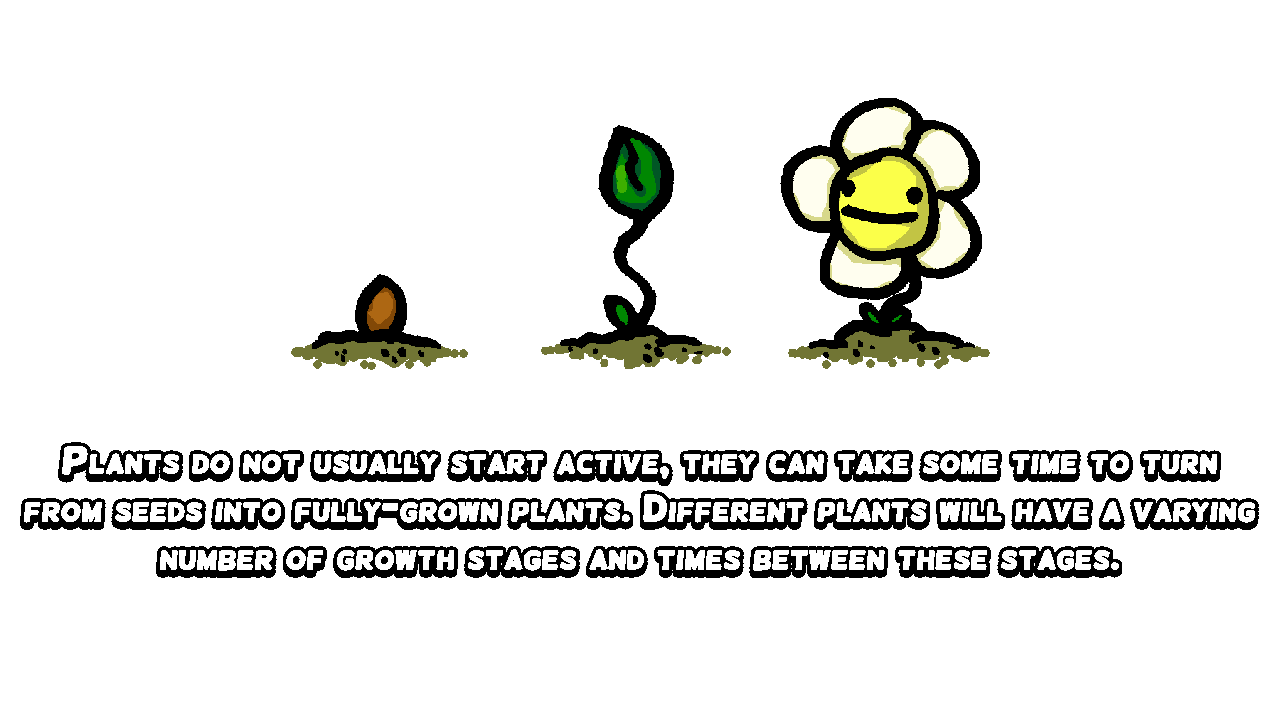 Plants do not usually start active, they can take some time to turn
from seeds into fully-grown plants. Different plants will have a varying
number of growth stages and times between these stages.